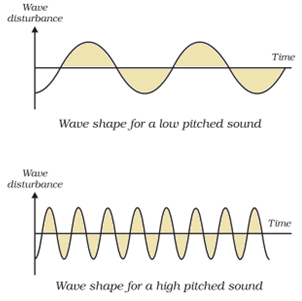 Wave
disturbance
Time
Wave shape for a low pitched sound
Wave
disturbance
Time
Wave shape for a high pitched sound